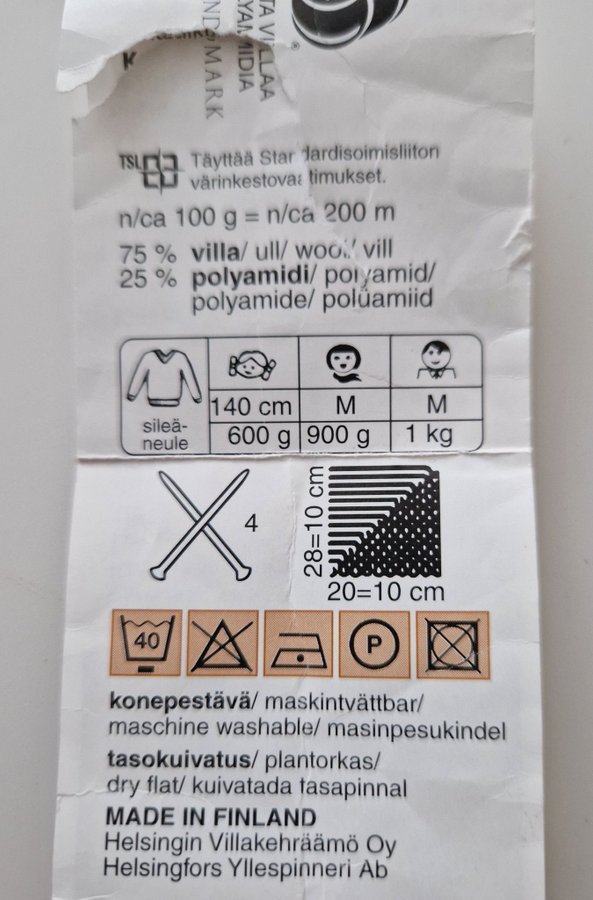 K
MARK
TSL Täyttää Standardisoimisliiton
värinkestovaatimukset.
n/ca 100 g = n/ca 200 m
75 % villa/ ull/ wool/ vill
25 % polyamidi/ polyamid/
polyamide/ polüamiid
sileä-
neule
140 cm M M
600 g 900 g 1 kg
4
28=10 cm
20=10 cm
40
P
konepestävä/ maskintvättbar/
maschine washable/ masinpesukindel
tasokuivatus/ plantorkas/
dry flat/ kuivatada tasapinnal
MADE IN FINLAND
Helsingin Villakehräämö Oy
Helsingfors Yllespinneri Ab